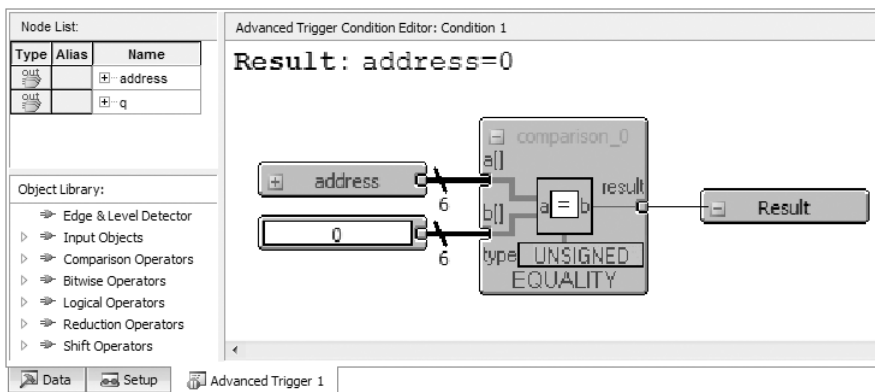 Node List:
Type Alias Name
out address
out q
Object Library:
Edge & Level Detector
Input Objects
Comparison Operators
Bitwise Operators
Logical Operators
Reduction Operators
Shift Operators
Advanced Trigger Condition Editor: Condition 1
Result: address=0
comparison_0
address
6
a[]
0
6
b[]
a = b
result
type UNSIGNED
EQUALITY
Result
Data Setup Advanced Trigger 1